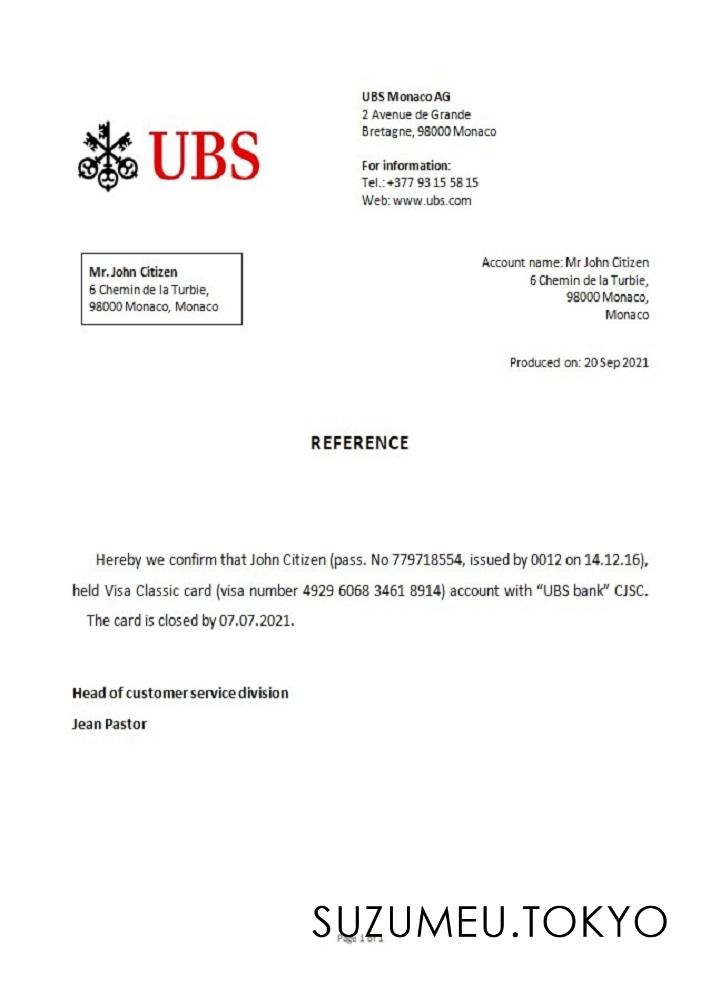 UBS
UBS Monaco AG
2 Avenue de Grande
Bretagne, 98000 Monaco
For information:
Tel.: +377 93 15 58 15
Web: www.ubs.com
Mr. John Citizen
6 Chemin de la Turbie,
98000 Monaco, Monaco
Account name: Mr John Citizen
6 Chemin de la Turbie,
98000 Monaco,
Monaco
Produced on: 20 Sep 2021
REFERENCE
Hereby we confirm that John Citizen (pass. No 779718554, issued by 0012 on 14.12.16),
held Visa Classic card (visa number 4929 6068 3461 8914) account with “UBS bank” CJSC.
The card is closed by 07.07.2021.
Head of customer service division
Jean Pastor
SUZUMEU.TOKYO
Page 1 of 1